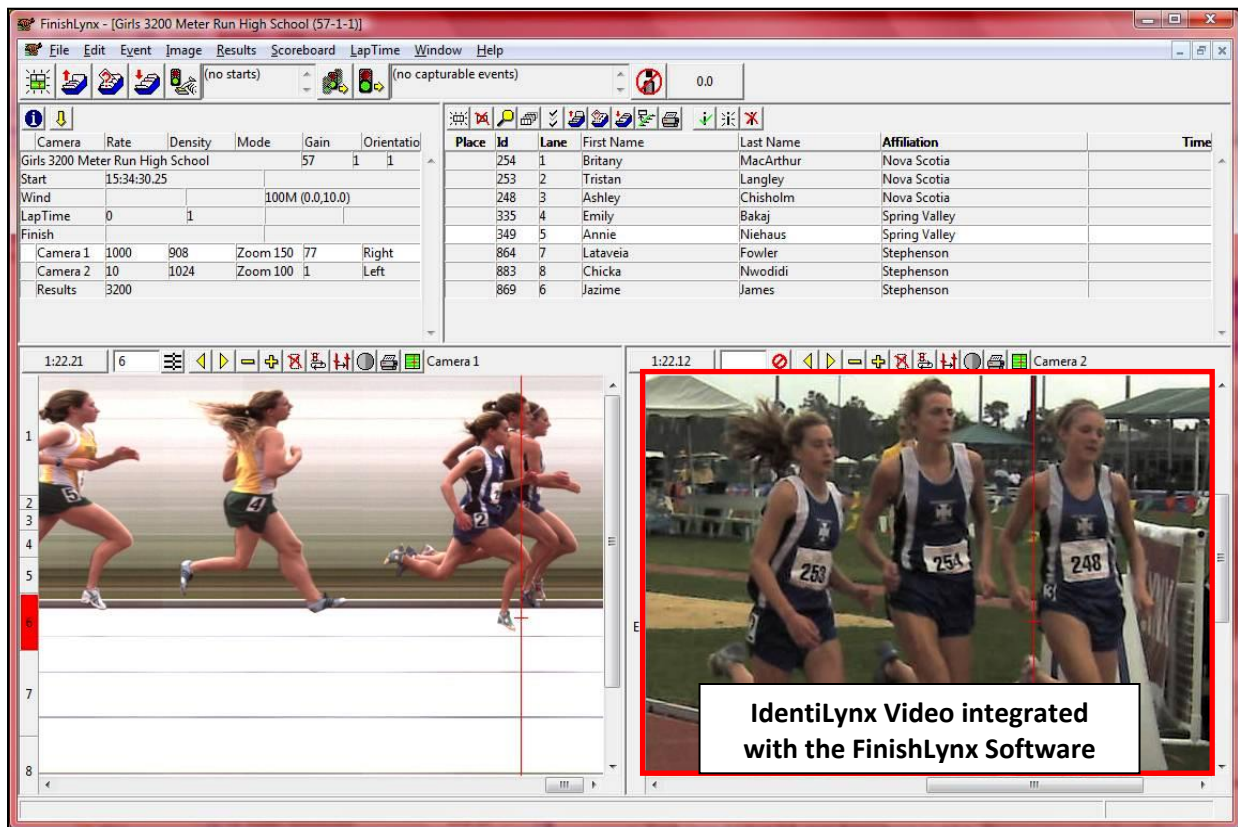 FinishLynx - [Girls 3200 Meter Run High School (57-1-1)]
File Edit Event Image Results Scoreboard LapTime Window Help
(no starts) (no capturable events) 0.0
Camera Rate Density Mode Gain Orientatio
Girls 3200 Meter Run High School 57 1 1
Start 15:34:30.25
Wind 100M (0.0,10.0)
LapTime 0 1
Finish
Camera 1 1000 908 Zoom 150 77 Right
Camera 2 10 1024 Zoom 100 1 Left
Results 3200
Place Id Lane First Name Last Name Affiliation Time
254 1 Britany MacArthur Nova Scotia
253 2 Tristan Langley Nova Scotia
248 3 Ashley Chisholm Nova Scotia
335 4 Emily Bakaj Spring Valley
349 5 Annie Niehaus Spring Valley
864 7 Lataveia Fowler Stephenson
883 8 Chicka Nwodidi Stephenson
869 6 Jazime James Stephenson
1:22.21 6 Camera 1
1
2
3
4
5
6
7
8
5
4
2
1:22.12 Camera 2
E
253
254
248
2
3
IdentiLynx Video integrated
with the FinishLynx Software